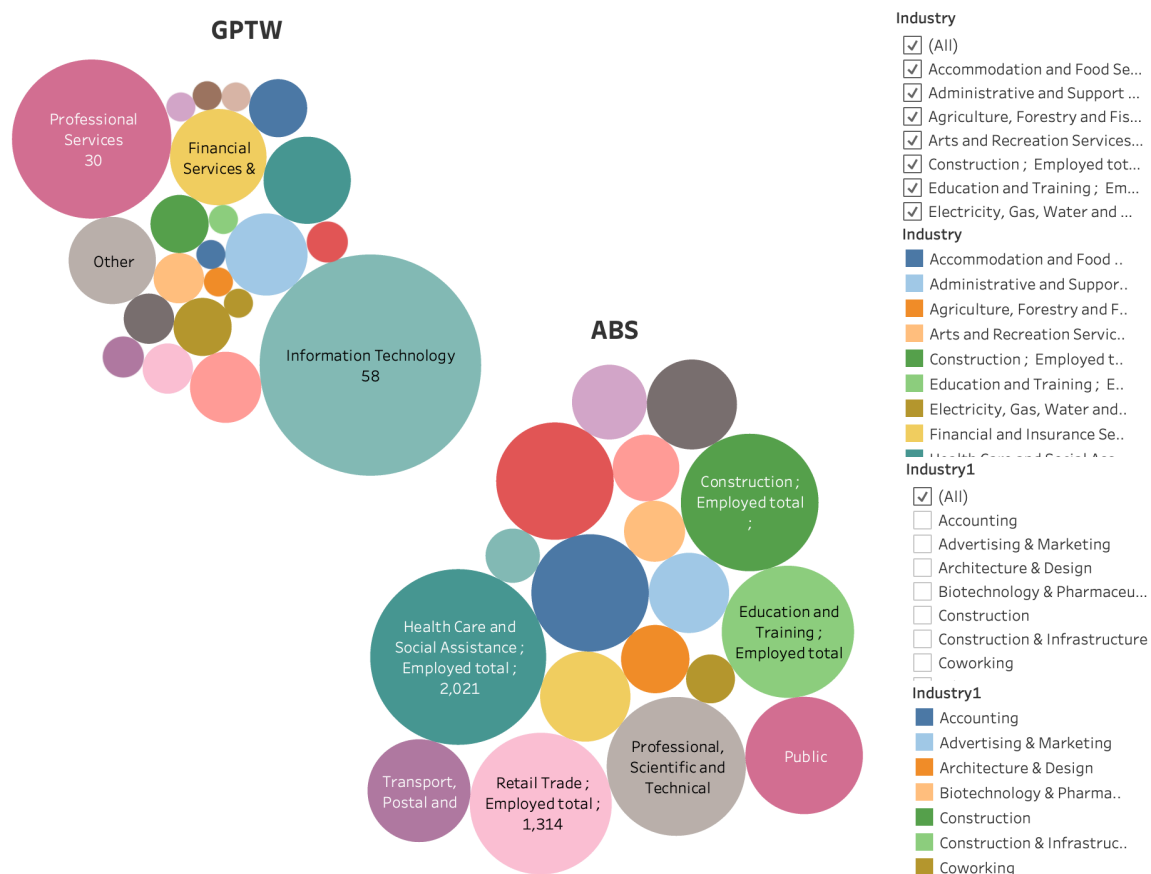 GPTW
Professional
Services
30
Financial
Services &
Other
Information Technology
58
ABS
Construction ;
Employed total
;
Education and
Training ;
Employed total
Health Care and
Social Assistance ;
Employed total ;
2,021
Professional,
Scientific and
Technical
Public
Transport,
Postal and
Retail Trade ;
Employed total ;
1,314
Industry
(All)
Accommodation and Food Se...
Administrative and Support ...
Agriculture, Forestry and Fis...
Arts and Recreation Services...
Construction ; Employed tot...
Education and Training ; Em...
Electricity, Gas, Water and ...
Industry
Accommodation and Food ..
Administrative and Suppor..
Agriculture, Forestry and F..
Arts and Recreation Servic..
Construction ; Employed t..
Education and Training ; E..
Electricity, Gas, Water and..
Financial and Insurance Se..
Health Care and Social Ass..
Industry1
(All)
Accounting
Advertising & Marketing
Architecture & Design
Biotechnology & Pharmaceu...
Construction
Construction & Infrastructure
Coworking
Industry1
Accounting
Advertising & Marketing
Architecture & Design
Biotechnology & Pharma..
Construction
Construction & Infrastruc..
Coworking